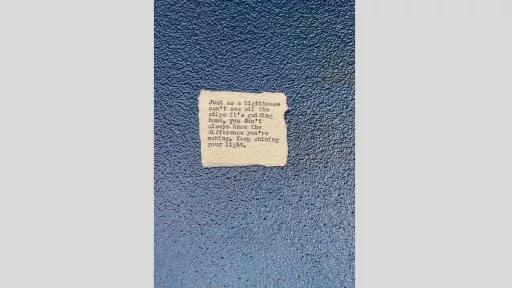 Just as a lighthouse
can't see all the
ships it's guiding
home, you don't
always know the
difference you're
making. Keep shining
your light.